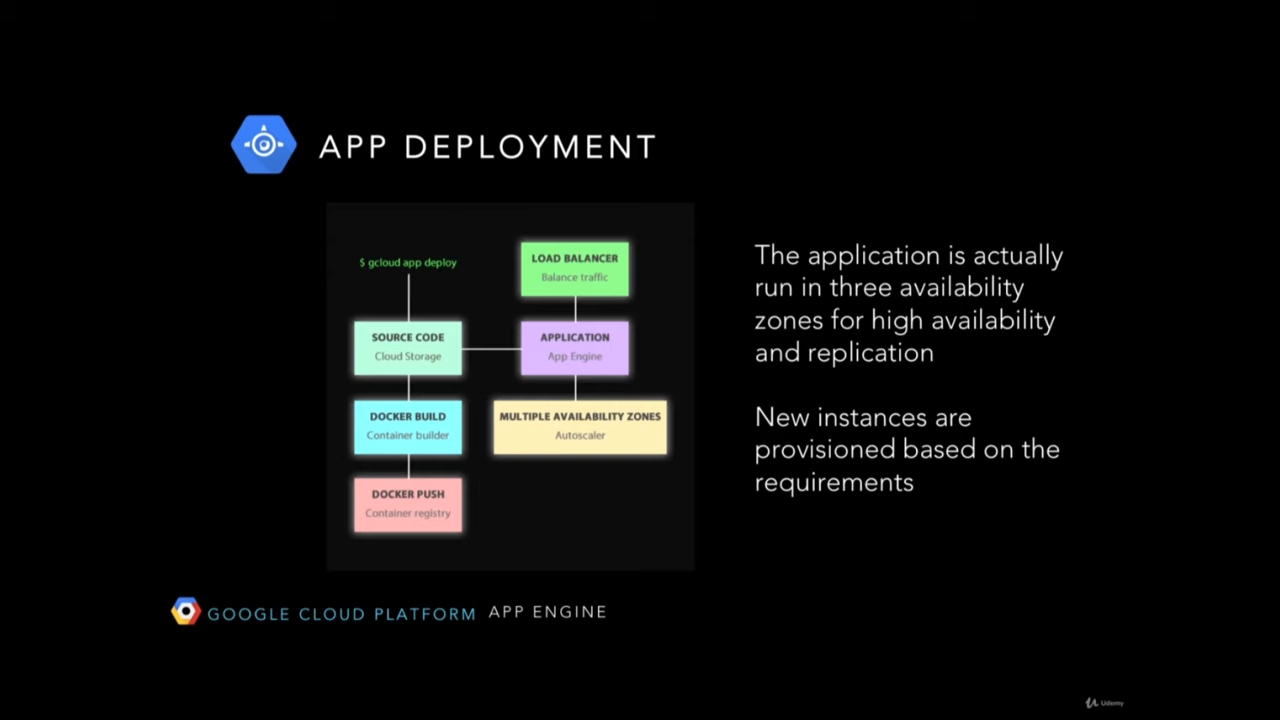 APP DEPLOYMENT
$ gcloud app deploy
LOAD BALANCER
Balance traffic
SOURCE CODE
Cloud Storage
APPLICATION
App Engine
DOCKER BUILD
Container builder
MULTIPLE AVAILABILITY ZONES
Autoscaler
DOCKER PUSH
Container registry
The application is actually
run in three availability
zones for high availability
and replication
New instances are
provisioned based on the
requirements
GOOGLE CLOUD PLATFORM APP ENGINE
Udemy